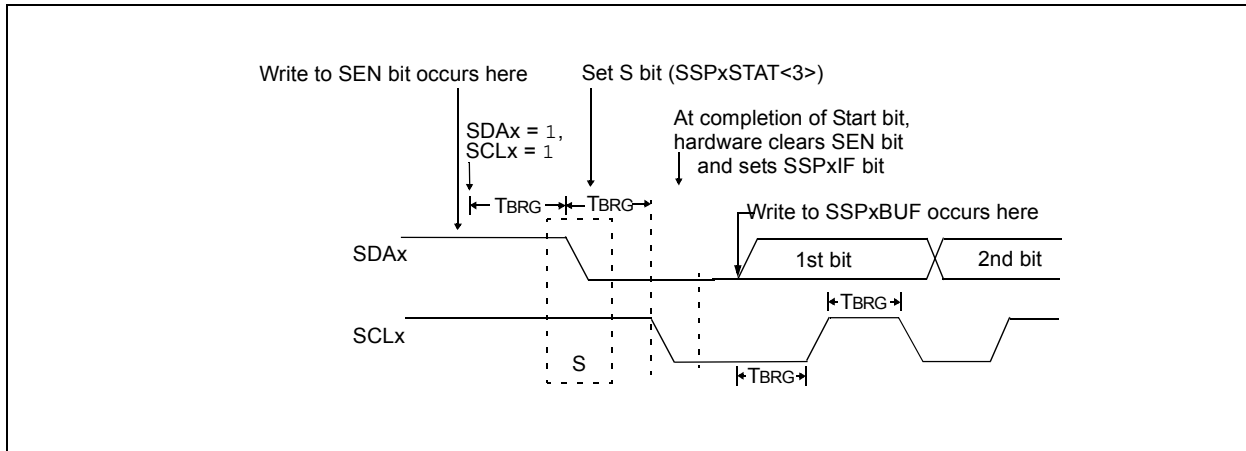 Write to SEN bit occurs here
Set S bit (SSPxSTAT<3>)
SDAx = 1,
SCLx = 1
At completion of Start bit,
hardware clears SEN bit
and sets SSPxIF bit
TBRG
TBRG
Write to SSPxBUF occurs here
SDAx
1st bit
2nd bit
TBRG
SCLx
S
TBRG